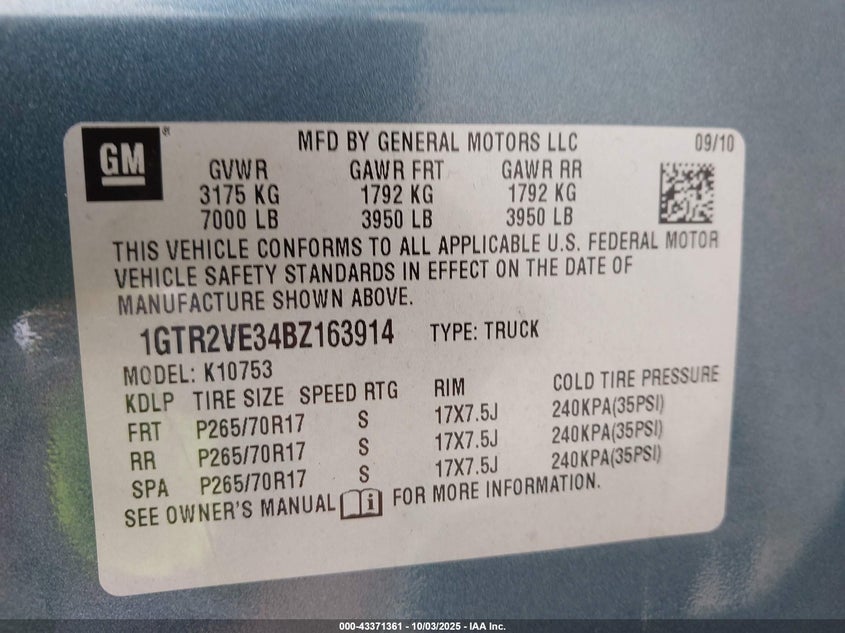 GM
MFD BY GENERAL MOTORS LLC 09/10
GVWR GAWR FRT GAWR RR
3175 KG 1792 KG 1792 KG
7000 LB 3950 LB 3950 LB
THIS VEHICLE CONFORMS TO ALL APPLICABLE U.S. FEDERAL MOTOR
VEHICLE SAFETY STANDARDS IN EFFECT ON THE DATE OF
MANUFACTURE SHOWN ABOVE.
1GTR2VE34BZ163914 TYPE: TRUCK
MODEL: K10753
KDLP TIRE SIZE SPEED RTG RIM COLD TIRE PRESSURE
FRT P265/70R17 S 17X7.5J 240KPA(35PSI)
RR P265/70R17 S 17X7.5J 240KPA(35PSI)
SPA P265/70R17 S 17X7.5J 240KPA(35PSI)
SEE OWNER'S MANUAL i FOR MORE INFORMATION.
000-43371361 - 10/03/2025 - IAA Inc.